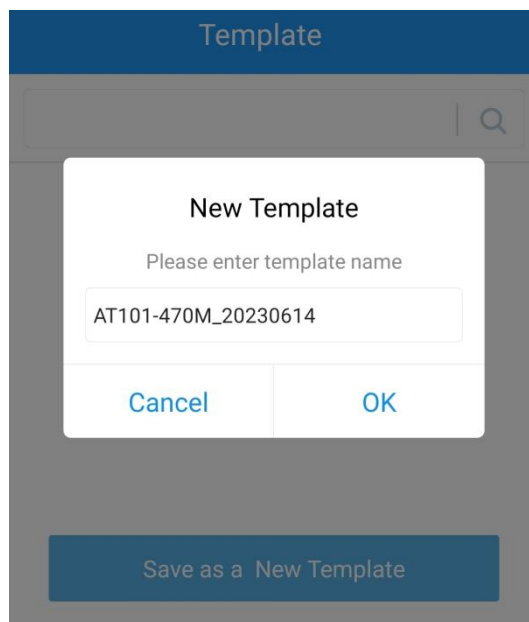 Template
New Template
Please enter template name
AT101-470M_20230614
Cancel
OK
Save as a New Template